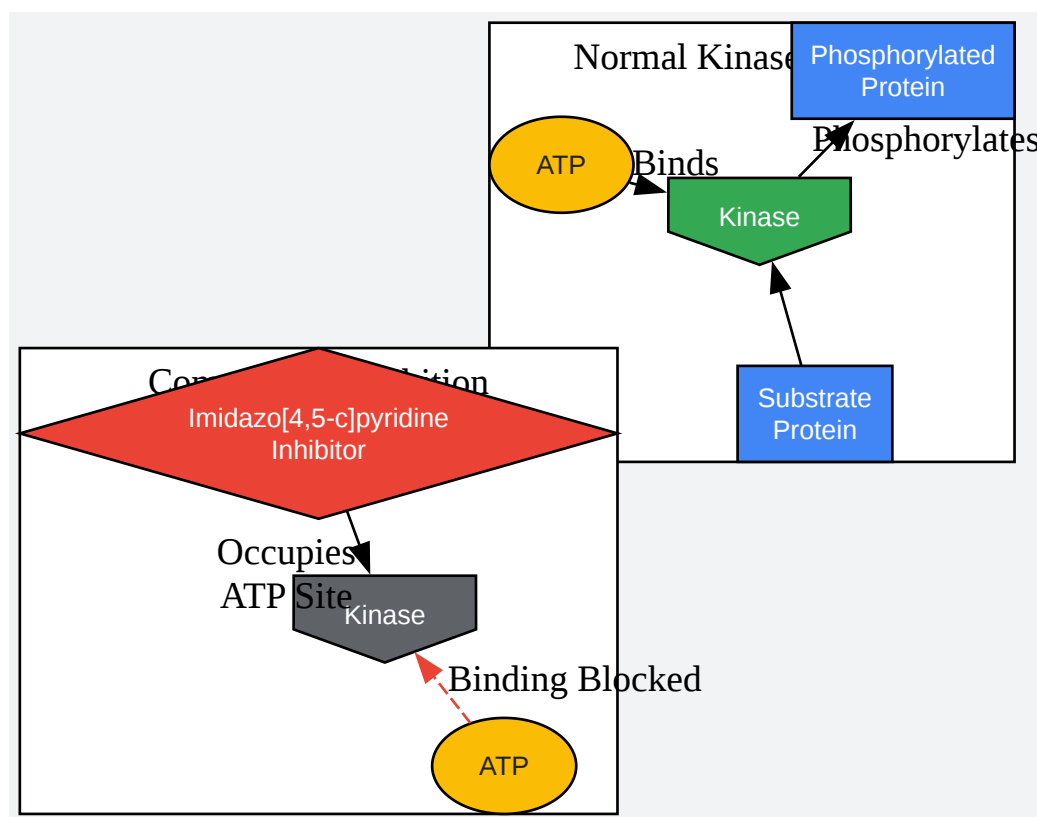 Normal Kinase
Phosphorylated
Protein
Phosphorylates
ATP
Binds
Kinase
Substrate
Protein
Imidazo[4,5-c]pyridine
Inhibitor
Occupies
ATP Site
Kinase
Binding Blocked
ATP